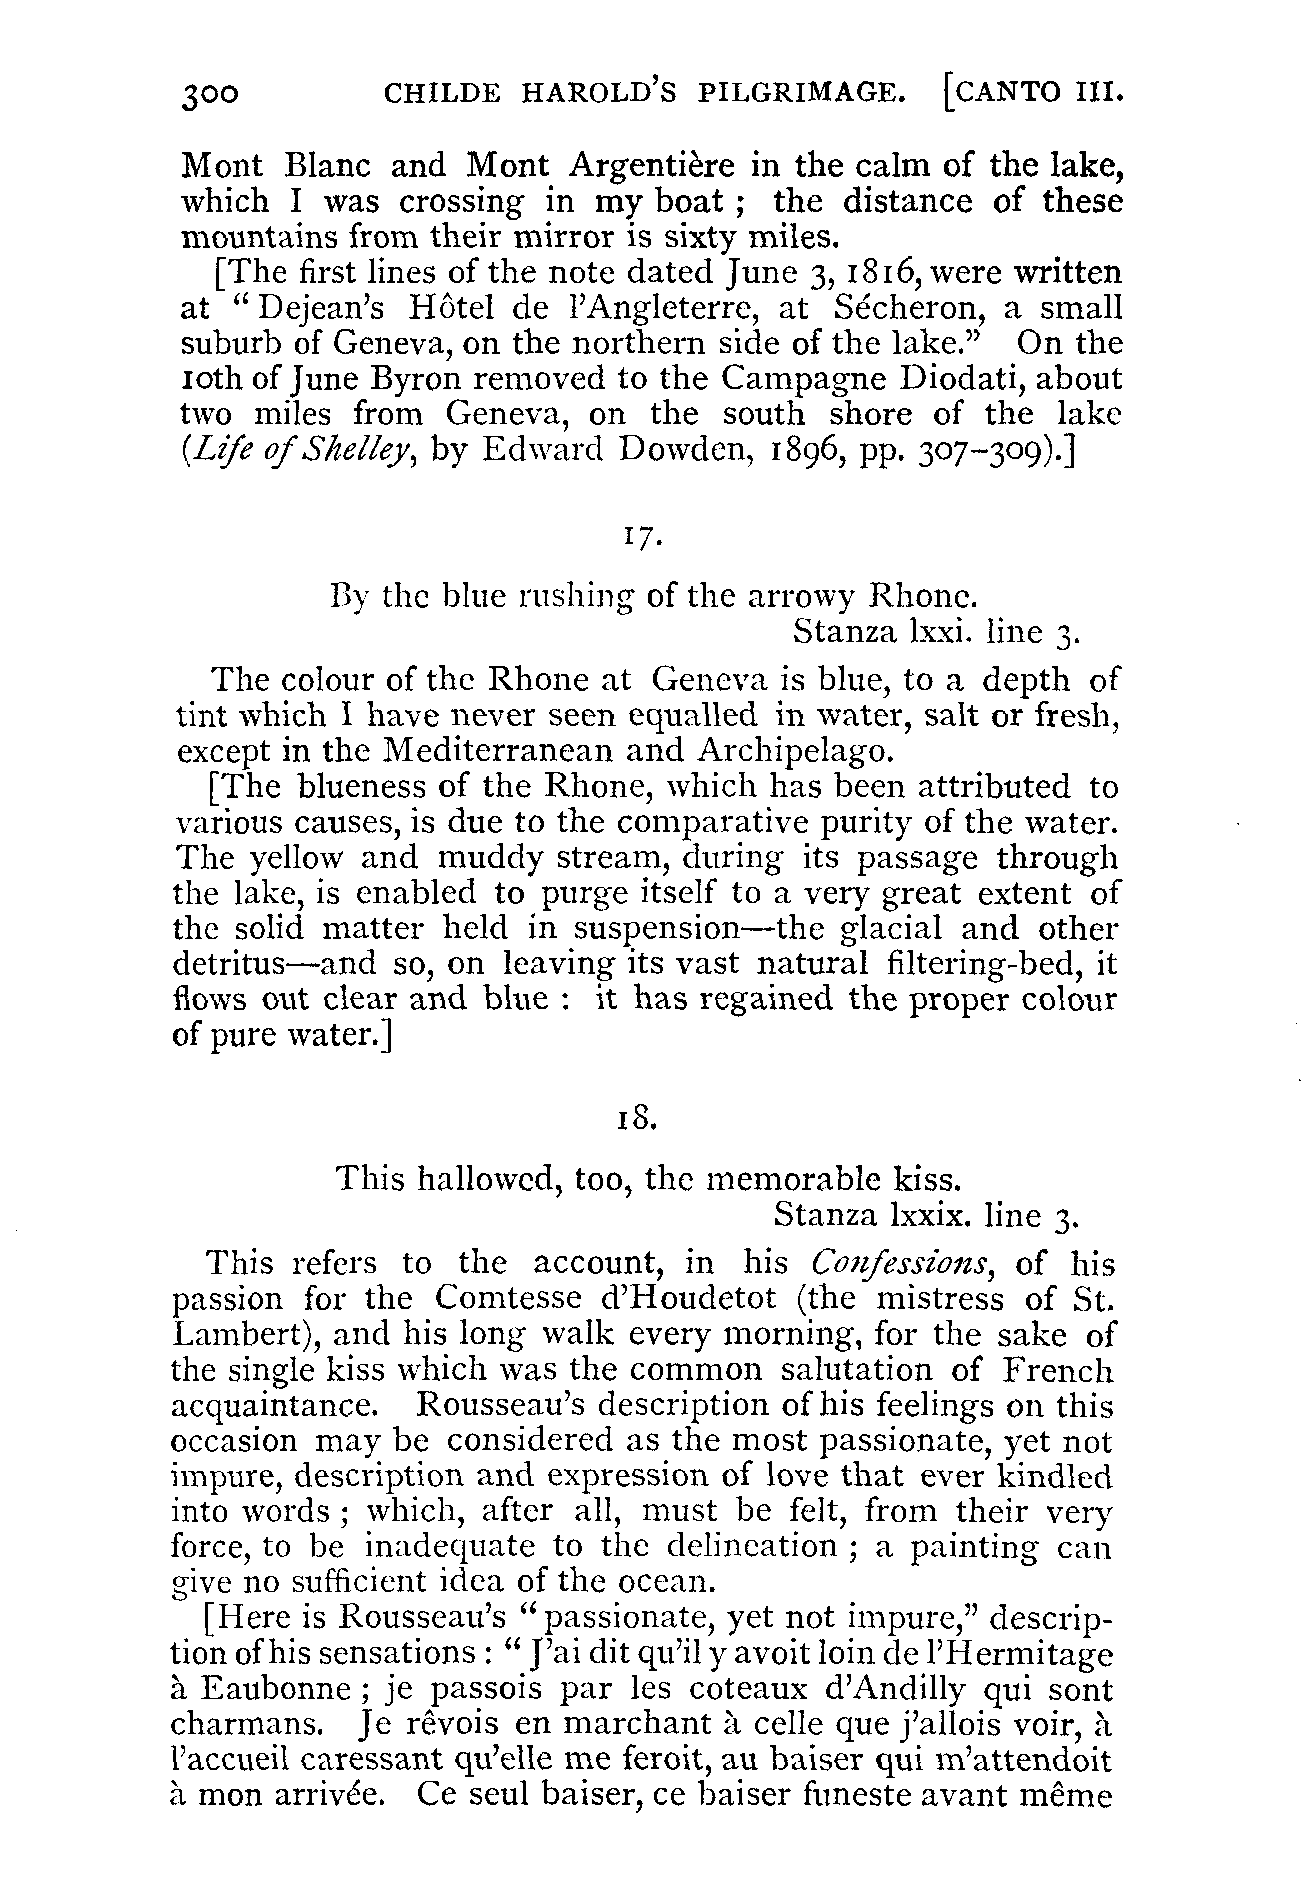 300 CHILDE HAROLD'S PILGRIMAGE. [CANTO III.
Mont Blanc and Mont Argentière in the calm of the lake,
which I was crossing in my boat ; the distance of these
mountains from their mirror is sixty miles.
[The first lines of the note dated June 3, 1816, were written
at "Dejean's Hôtel de l'Angleterre, at Sécheron, a small
suburb of Geneva, on the northern side of the lake." On the
10th of June Byron removed to the Campagne Diodati, about
two miles from Geneva, on the south shore of the lake
(Life of Shelley, by Edward Dowden, 1896, pp. 307–309).]
17.
By the blue rushing of the arrowy Rhone.
Stanza lxxi. line 3.
The colour of the Rhone at Geneva is blue, to a depth of
tint which I have never seen equalled in water, salt or fresh,
except in the Mediterranean and Archipelago.
[The blueness of the Rhone, which has been attributed to
various causes, is due to the comparative purity of the water.
The yellow and muddy stream, during its passage through
the lake, is enabled to purge itself to a very great extent of
the solid matter held in suspension—the glacial and other
detritus—and so, on leaving its vast natural filtering-bed, it
flows out clear and blue : it has regained the proper colour
of pure water.]
18.
This hallowed, too, the memorable kiss.
Stanza lxxix. line 3.
This refers to the account, in his Confessions, of his
passion for the Comtesse d'Houdetot (the mistress of St.
Lambert), and his long walk every morning, for the sake of
the single kiss which was the common salutation of French
acquaintance. Rousseau's description of his feelings on this
occasion may be considered as the most passionate, yet not
impure, description and expression of love that ever kindled
into words ; which, after all, must be felt, from their very
force, to be inadequate to the delineation ; a painting can
give no sufficient idea of the ocean.
[Here is Rousseau's "passionate, yet not impure," descrip-
tion of his sensations : "J'ai dit qu'il y avoit loin de l'Hermitage
à Eaubonne ; je passois par les coteaux d'Andilly qui sont
charmans. Je rêvois en marchant à celle que j'allois voir, à
l'accueil caressant qu'elle me feroit, au baiser qui m'attendoit
à mon arrivée. Ce seul baiser, ce baiser funeste avant même